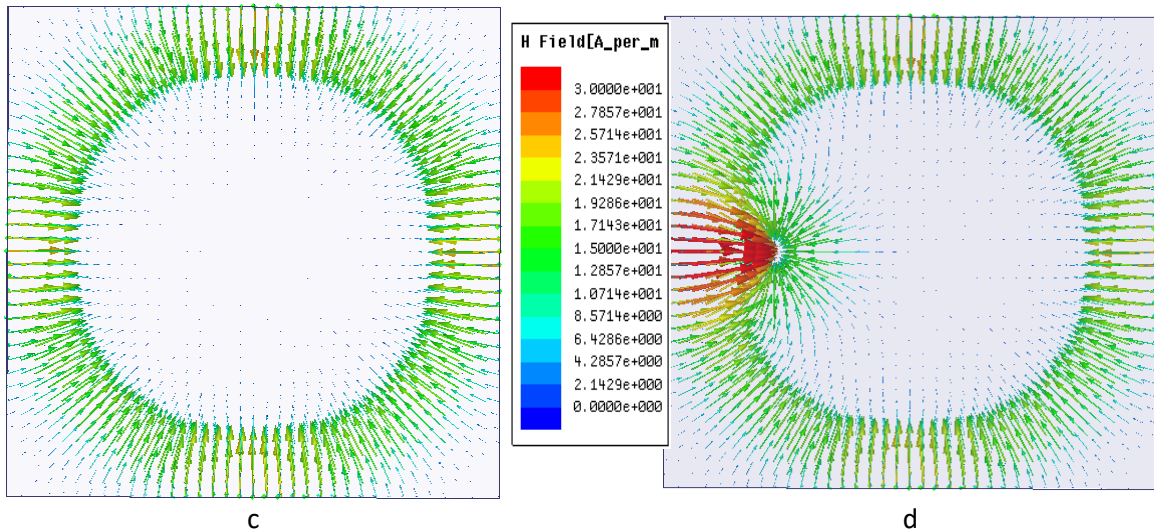 H Field[A_per_m
3.0000e+001
2.7857e+001
2.5714e+001
2.3571e+001
2.1429e+001
1.9286e+001
1.7143e+001
1.5000e+001
1.2857e+001
1.0714e+001
8.5714e+000
6.4286e+000
4.2857e+000
2.1429e+000
0.0000e+000
c
d